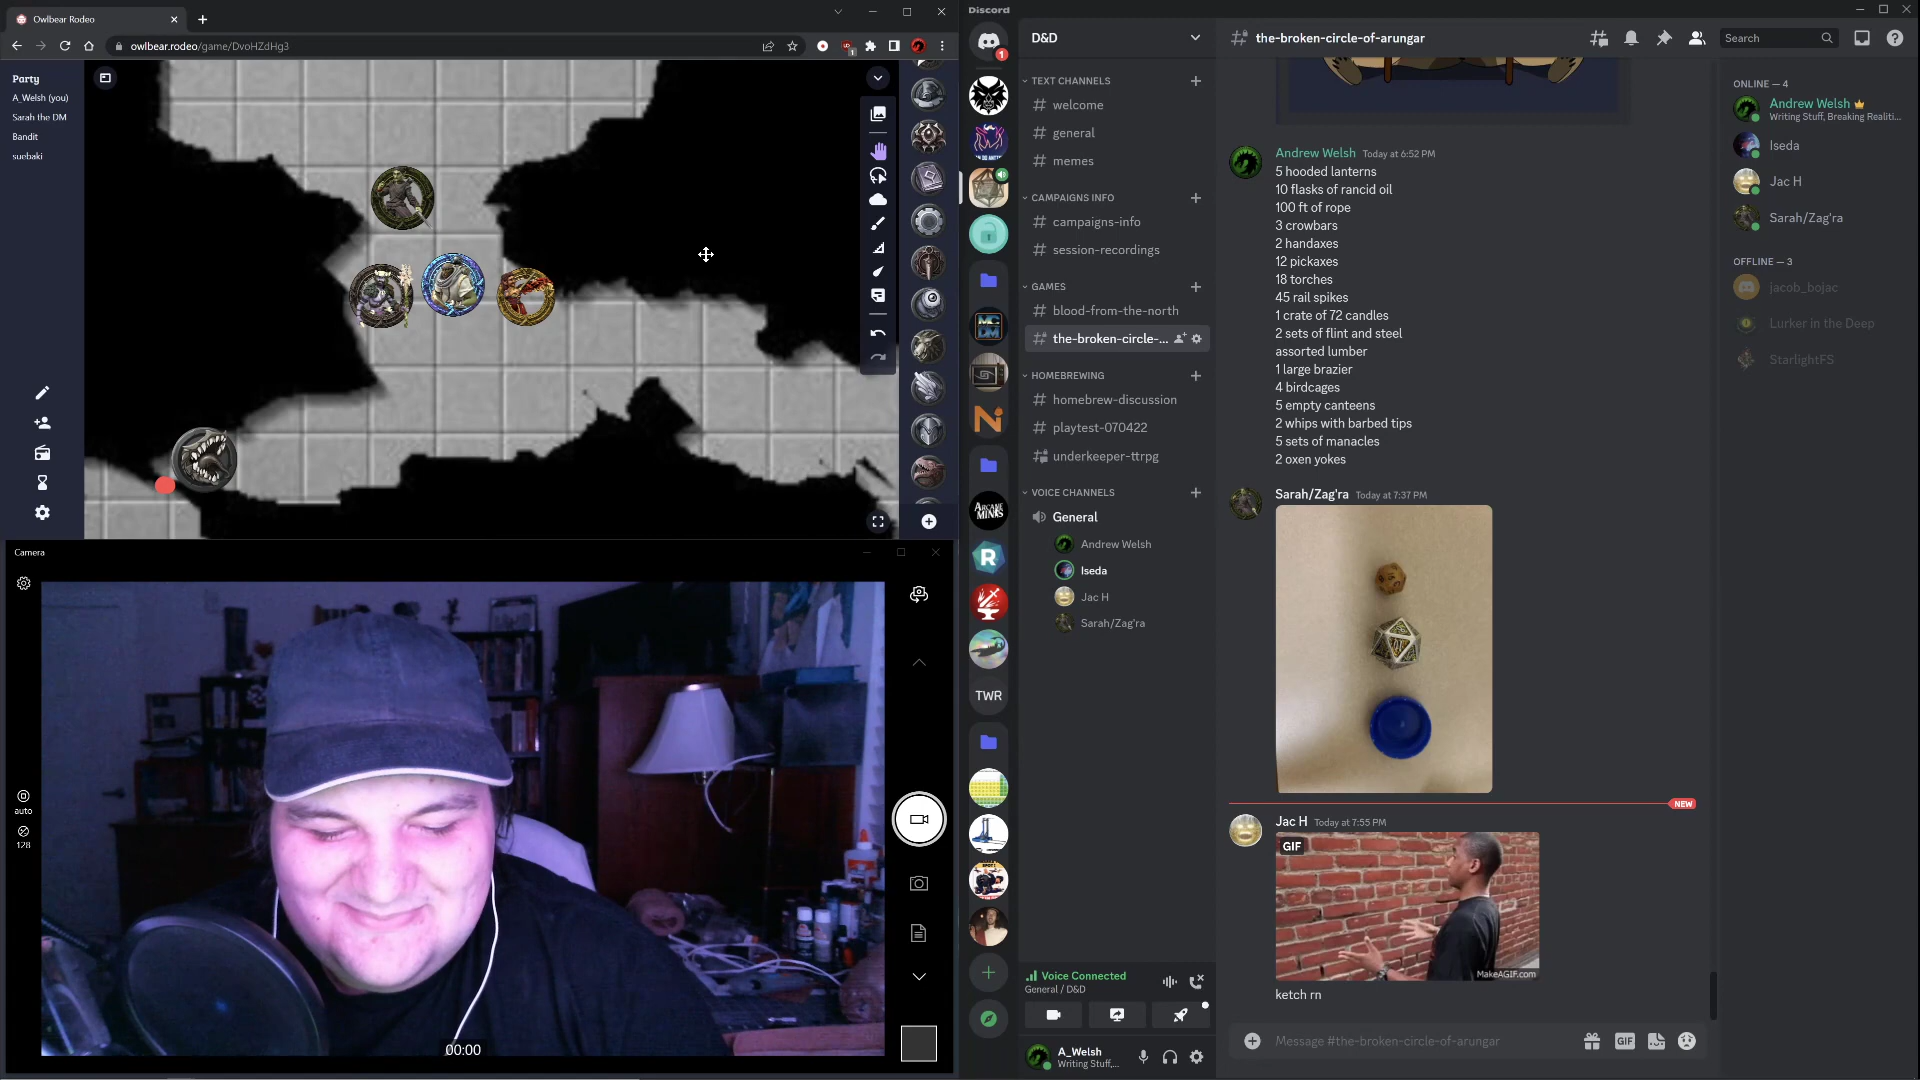 Owlbear Rodeo
owlbear.rodeo/game/DvoHZdHg3
Party
A_Welsh (you)
Sarah the DM
Bandit
suebaki
Camera
auto
128
00:00
Discord
D&D
TEXT CHANNELS
welcome
general
memes
CAMPAIGNS INFO
campaigns-info
session-recordings
GAMES
blood-from-the-north
the-broken-circle-...
HOMEBREWING
homebrew-discussion
playtest-070422
underkeeper-ttrpg
VOICE CHANNELS
General
Andrew Welsh
Iseda
Jac H
Sarah/Zag'ra
MC
DM
ARCANE
MINIS
TWR
Voice Connected
General / D&D
A_Welsh
Writing Stuff,...
the-broken-circle-of-arungar
Search
Andrew Welsh Today at 6:52 PM
5 hooded lanterns
10 flasks of rancid oil
100 ft of rope
3 crowbars
2 handaxes
12 pickaxes
18 torches
45 rail spikes
1 crate of 72 candles
2 sets of flint and steel
assorted lumber
1 large brazier
4 birdcages
5 empty canteens
2 whips with barbed tips
5 sets of manacles
2 oxen yokes
Sarah/Zag'ra Today at 7:37 PM
NEW
Jac H Today at 7:55 PM
GIF
MakeAGIF.com
ketch rn
Message #the-broken-circle-of-arungar
GIF
ONLINE — 4
Andrew Welsh
Writing Stuff, Breaking Realiti...
Iseda
Jac H
Sarah/Zag'ra
OFFLINE — 3
jacob_bojac
Lurker in the Deep
StarlightFS